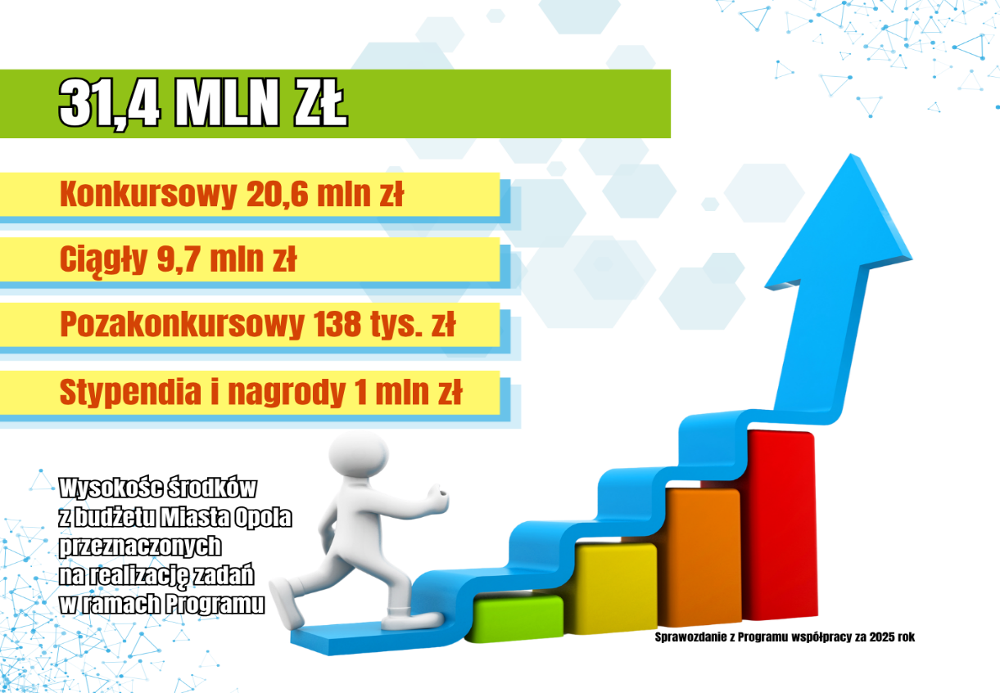 31,4 MLN ZŁ
Konkursowy 20,6 mln zł
Ciągły 9,7 mln zł
Pozakonkursowy 138 tys. zł
Stypendia i nagrody 1 mln zł
Wysokośc środków
z budżetu Miasta Opola
przeznaczonych
na realizację zadań
w ramach Programu
Sprawozdanie z Programu współpracy za 2025 rok